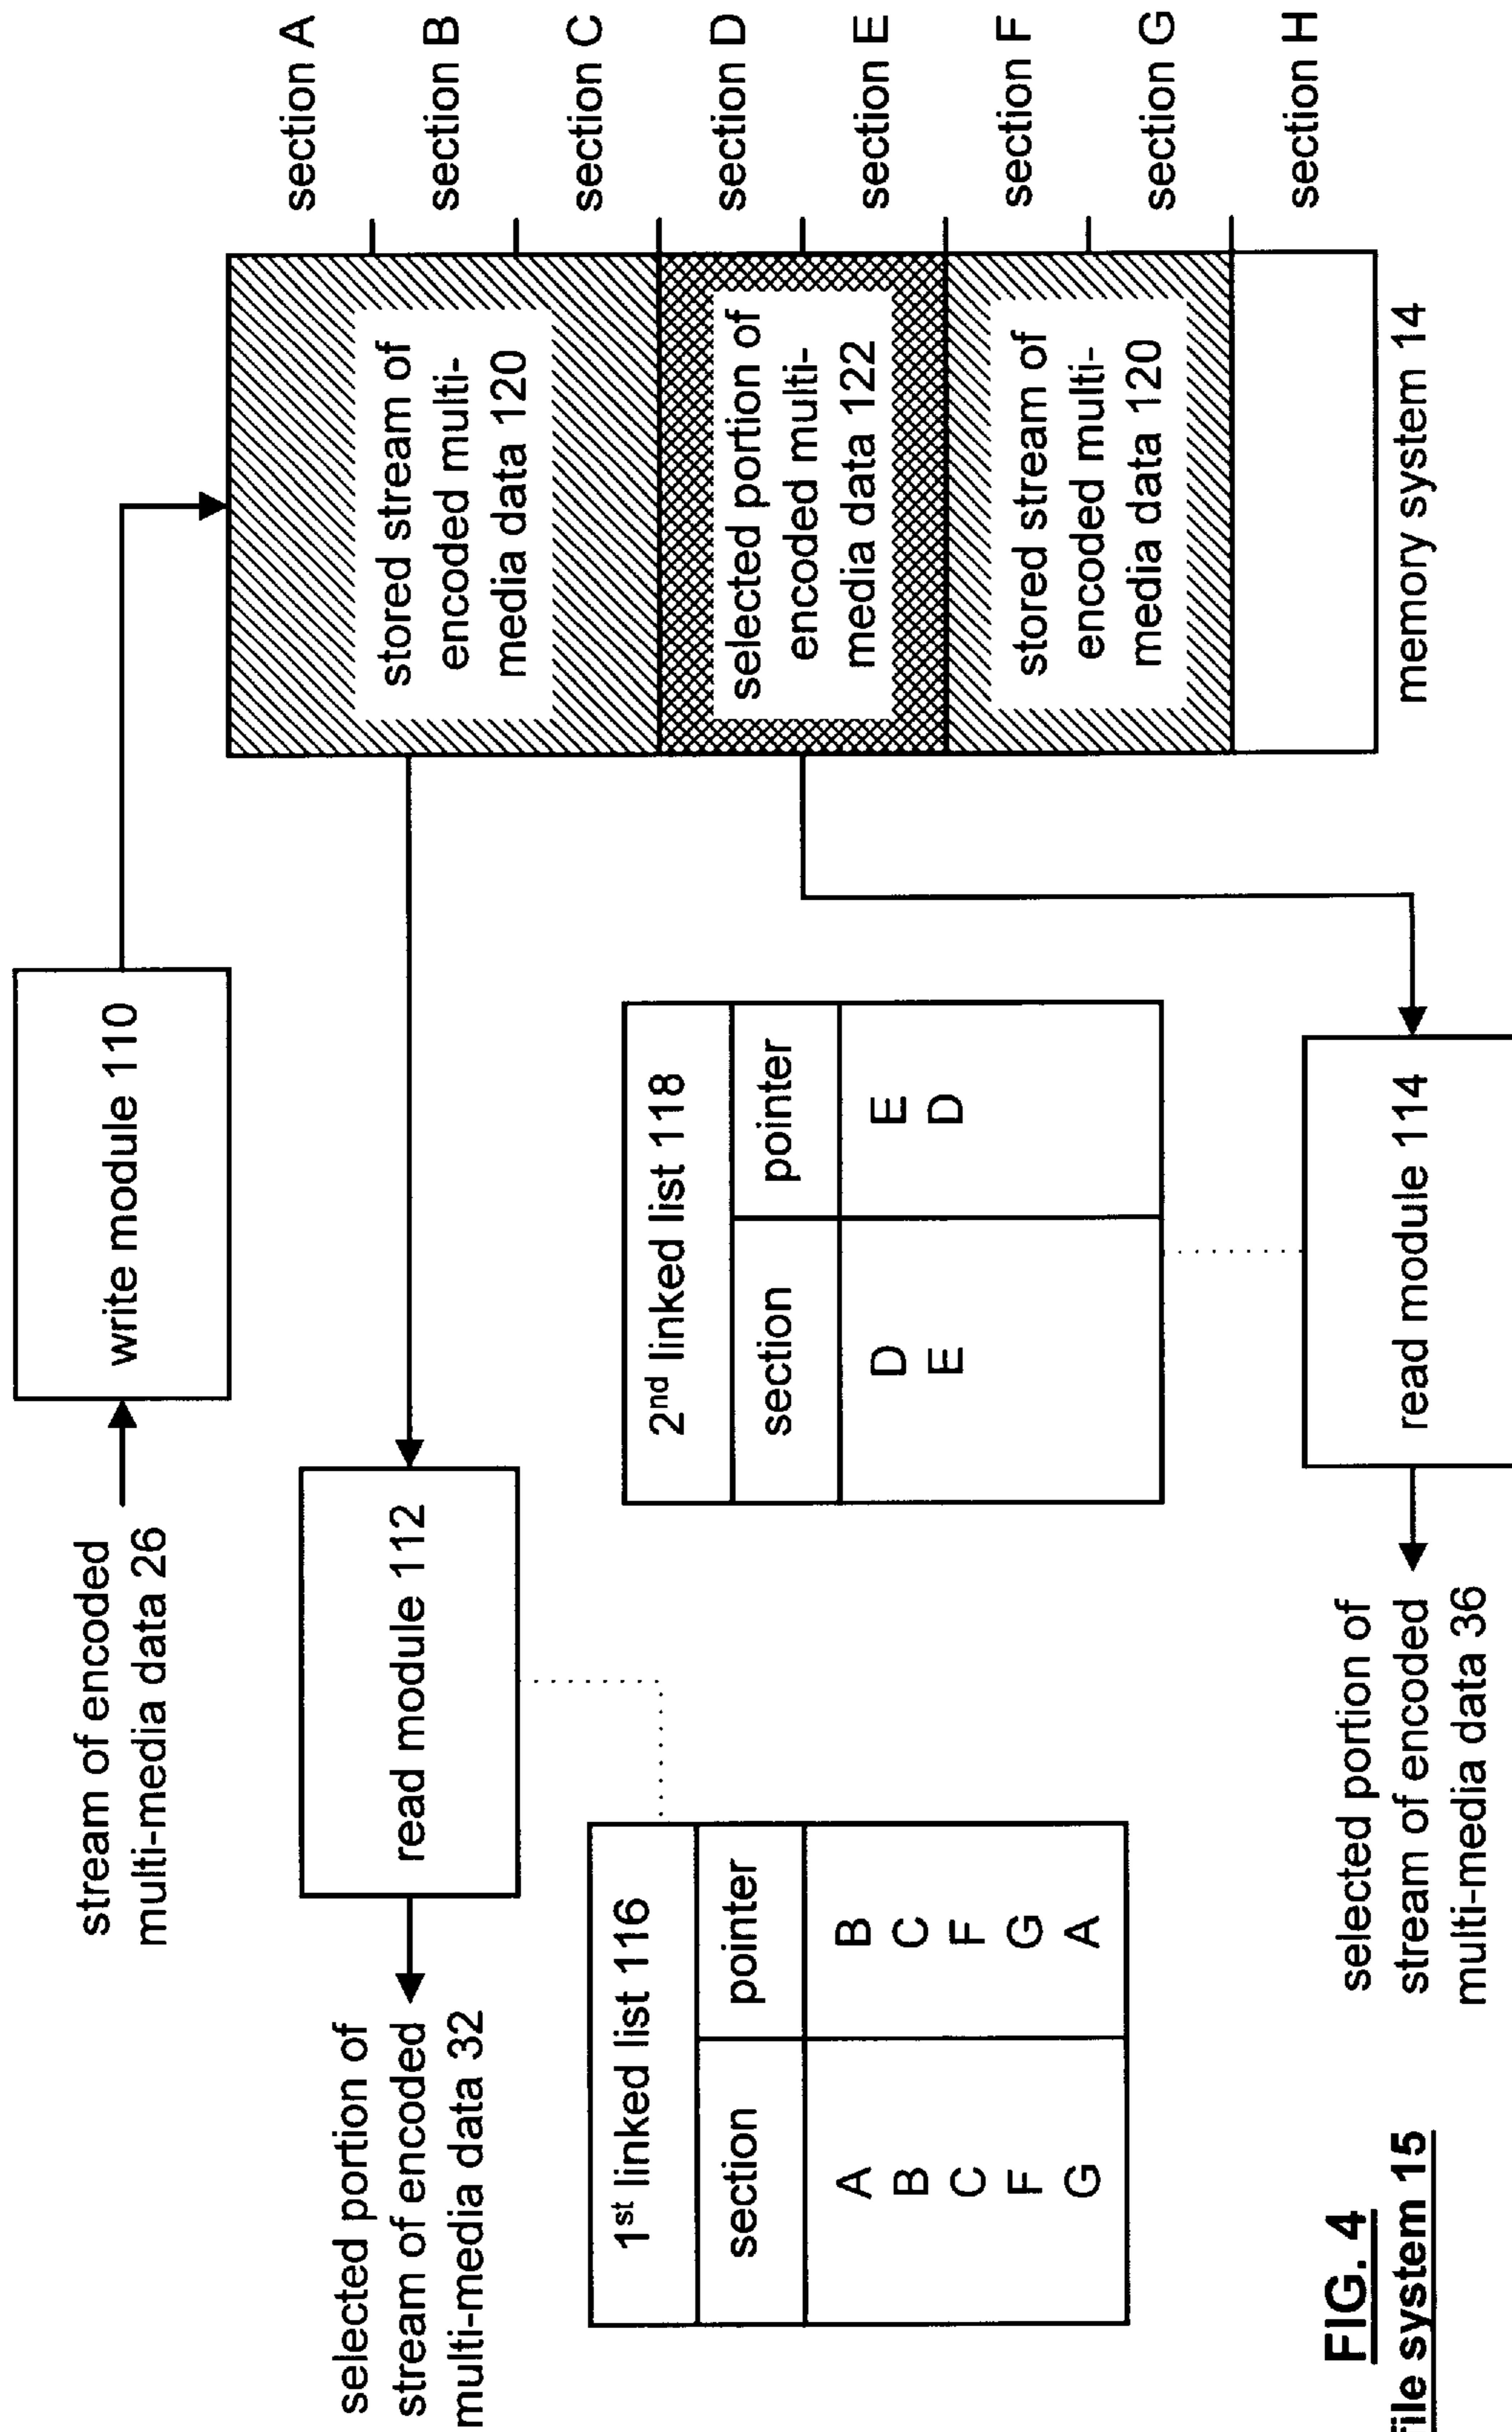 stream of encoded
multi-media data 26
write module 110
selected portion of
stream of encoded
multi-media data 32
read module 112
1st linked list 116
section pointer
A B
B C
C F
F G
G A
2nd linked list 118
section pointer
D E
E D
selected portion of
stream of encoded
multi-media data 36
read module 114
stored stream of
encoded multi-
media data 120
selected portion of
encoded multi-
media data 122
stored stream of
encoded multi-
media data 120
section A
section B
section C
section D
section E
section F
section G
section H
memory system 14
FIG. 4
file system 15